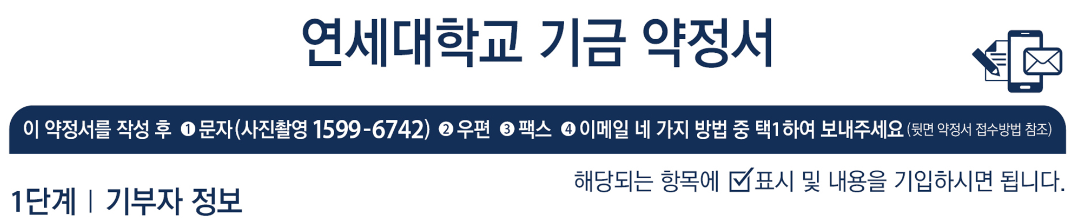 연세대학교 기금 약정서
이 약정서를 작성 후 ❶ 문자(사진촬영 1599-6742) ❷ 우편 ❸ 팩스 ❹ 이메일 네 가지 방법 중 택1하여 보내주세요 (뒷면 약정서 접수방법 참조)
해당되는 항목에 ☑표시 및 내용을 기입하시면 됩니다.
1단계 | 기부자 정보